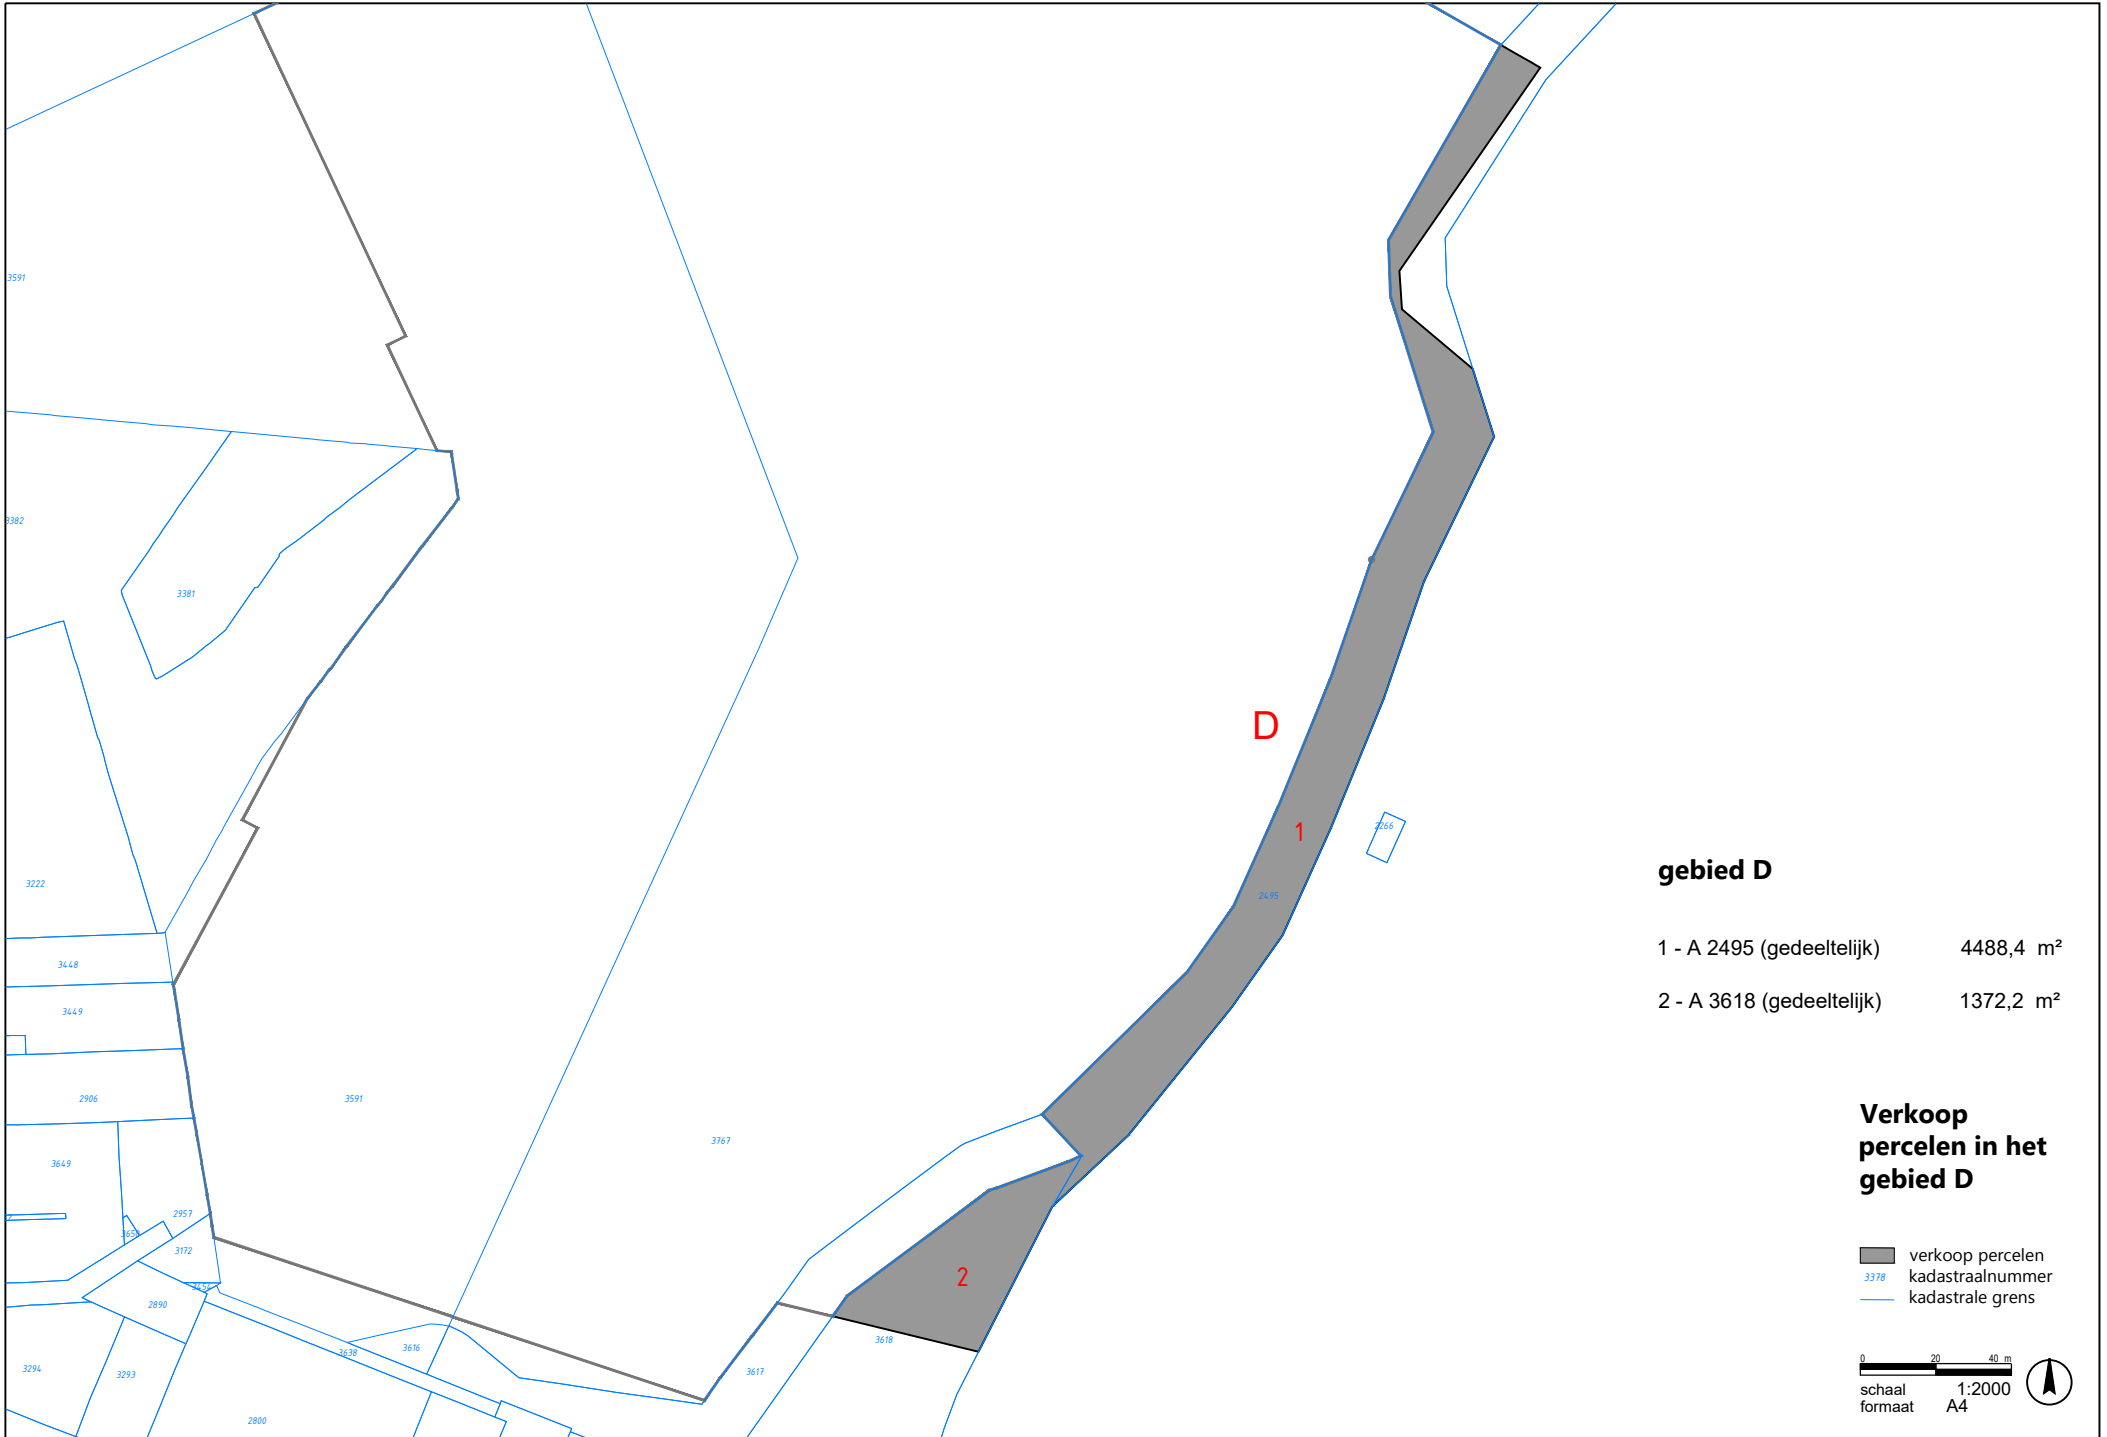 3591
3382
3381
D
1
2266
3222
2495
gebied D
1 - A 2495 (gedeeltelijk) 4488,4 m²
2 - A 3618 (gedeeltelijk) 1372,2 m²
3448
3449
2906
3591
3767
3649
2957
3172
2
Verkoop
percelen in het
gebied D
verkoop percelen
3378 kadastraalnummer
kadastrale grens
2890
3618
3638
3616
3617
3294
3293
2800
0 20 40 m
schaal 1:2000
formaat A4